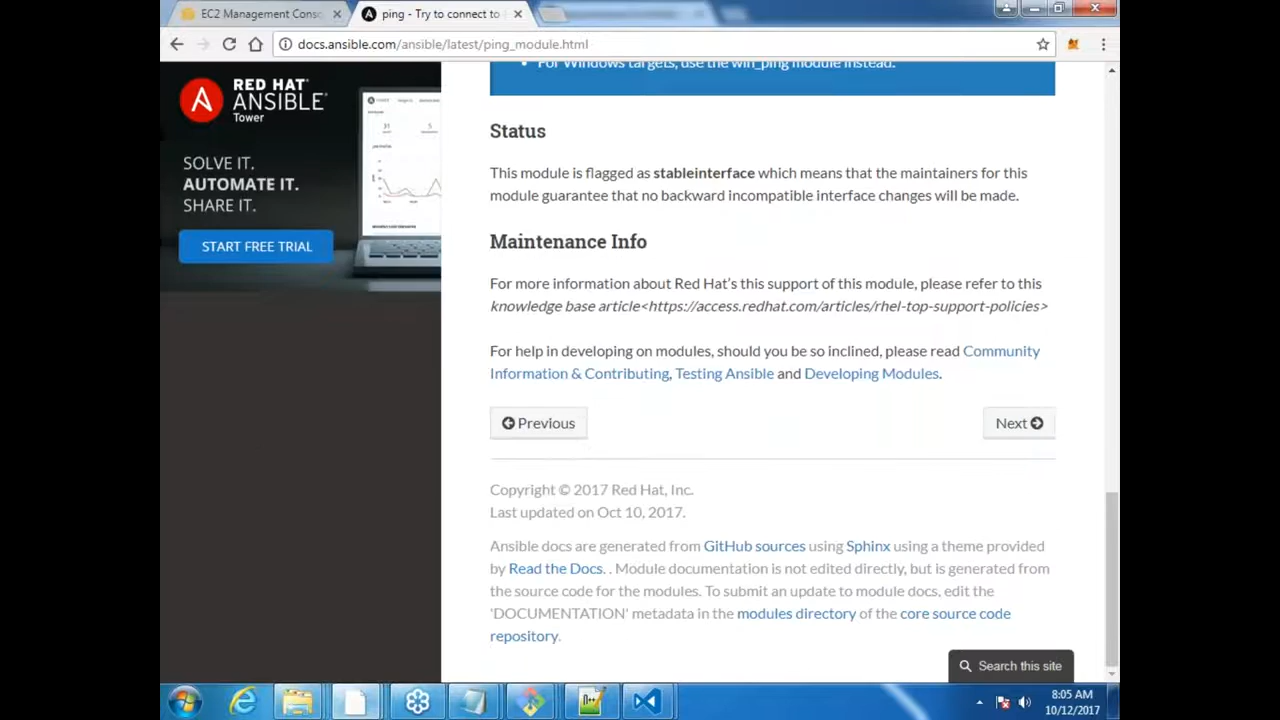 EC2 Management Conso
ping - Try to connect to
docs.ansible.com/ansible/latest/ping_module.html
RED HAT
ANSIBLE
Tower
SOLVE IT.
AUTOMATE IT.
SHARE IT.
START FREE TRIAL
For Windows targets, use the win_ping module instead.
Status
This module is flagged as stableinterface which means that the maintainers for this
module guarantee that no backward incompatible interface changes will be made.
Maintenance Info
For more information about Red Hat's this support of this module, please refer to this
knowledge base article<https://access.redhat.com/articles/rhel-top-support-policies>
For help in developing on modules, should you be so inclined, please read Community
Information & Contributing, Testing Ansible and Developing Modules.
Previous
Next
Copyright © 2017 Red Hat, Inc.
Last updated on Oct 10, 2017.
Ansible docs are generated from GitHub sources using Sphinx using a theme provided
by Read the Docs. . Module documentation is not edited directly, but is generated from
the source code for the modules. To submit an update to module docs, edit the
'DOCUMENTATION' metadata in the modules directory of the core source code
repository.
Search this site
8:05 AM
10/12/2017